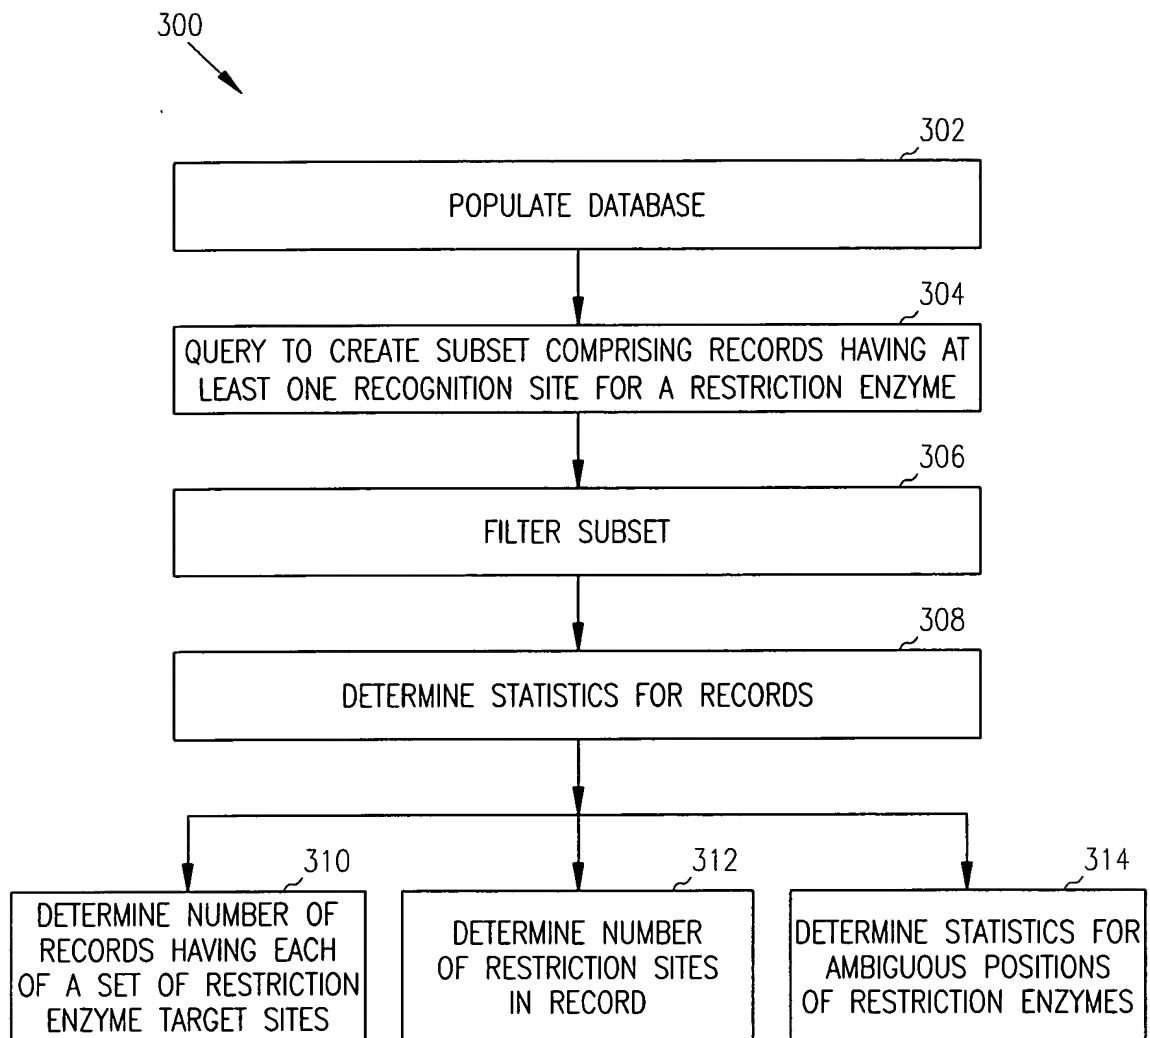 300
302
POPULATE DATABASE
304
QUERY TO CREATE SUBSET COMPRISING RECORDS HAVING AT
LEAST ONE RECOGNITION SITE FOR A RESTRICTION ENZYME
306
FILTER SUBSET
308
DETERMINE STATISTICS FOR RECORDS
310
DETERMINE NUMBER OF
RECORDS HAVING EACH
OF A SET OF RESTRICTION
ENZYME TARGET SITES
312
DETERMINE NUMBER
OF RESTRICTION SITES
IN RECORD
314
DETERMINE STATISTICS FOR
AMBIGUOUS POSITIONS
OF RESTRICTION ENZYMES